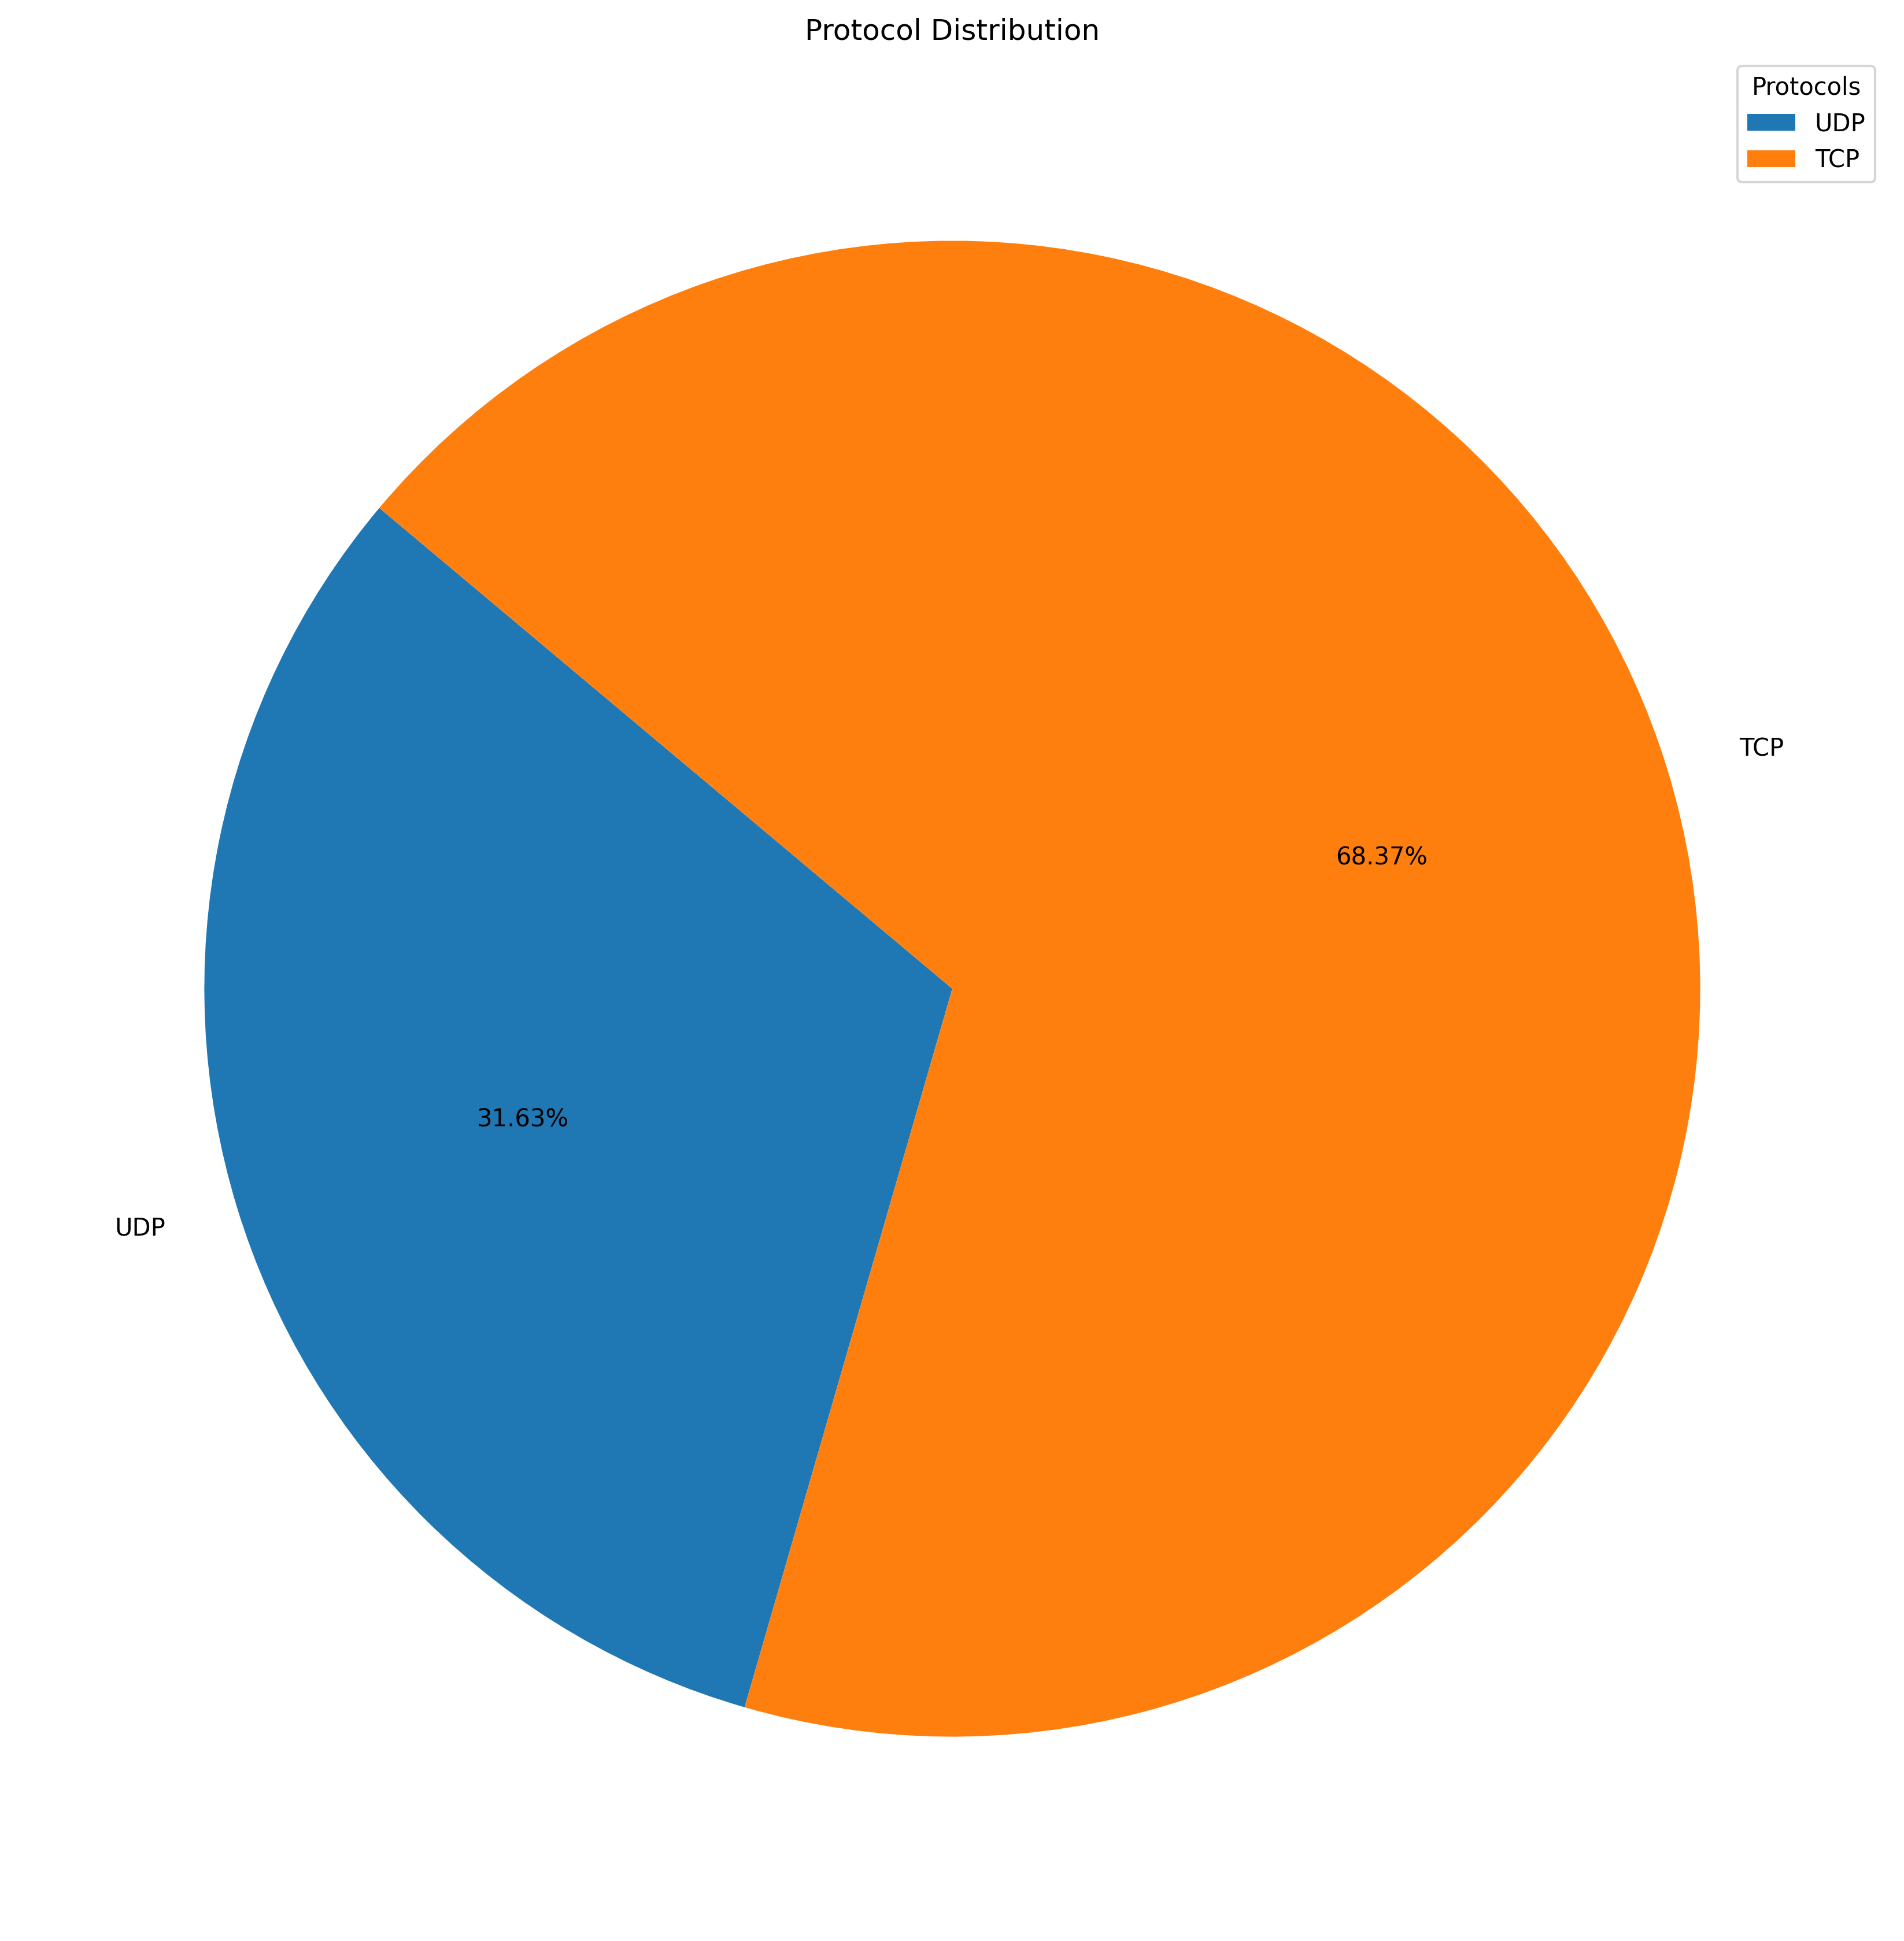 Protocol Distribution
Protocols
UDP
TCP
TCP
68.37%
31.63%
UDP